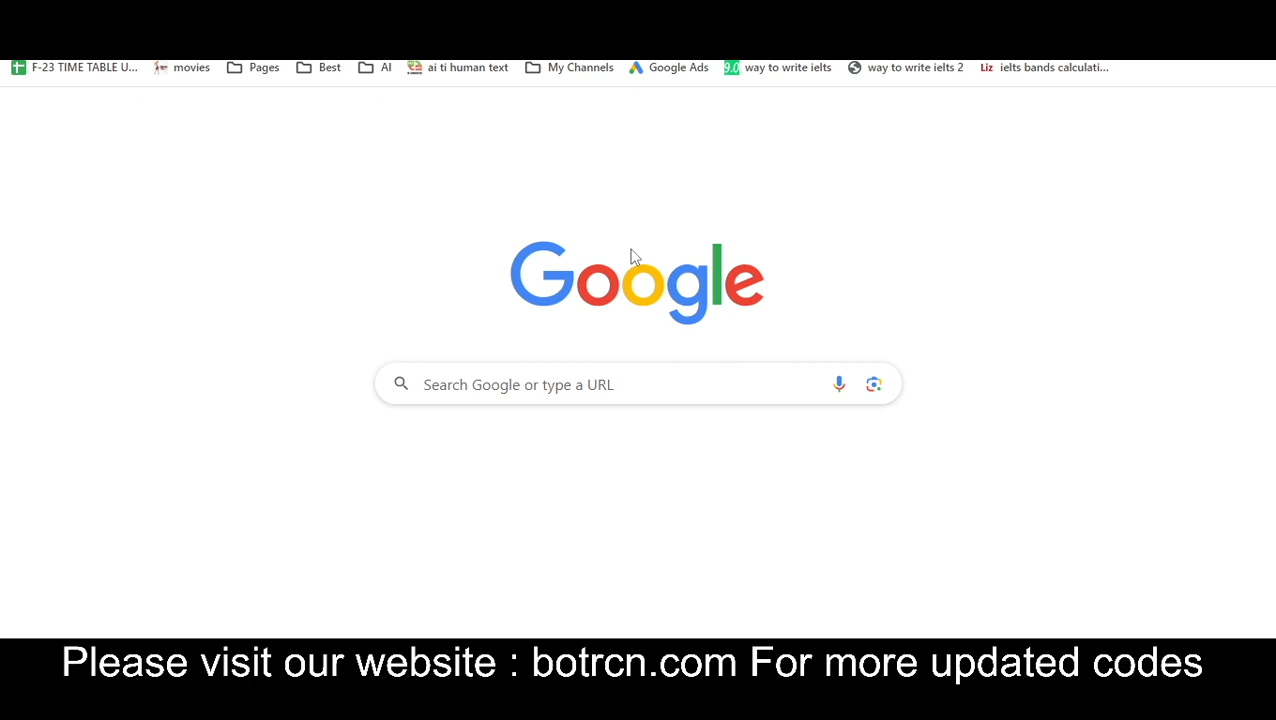 F-23 TIME TABLE U... movies Pages Best AI ai ti human text My Channels Google Ads 9.0 way to write ielts way to write ielts 2 Liz ielts bands calculati...
Google
Search Google or type a URL
Please visit our website : botrcn.com For more updated codes